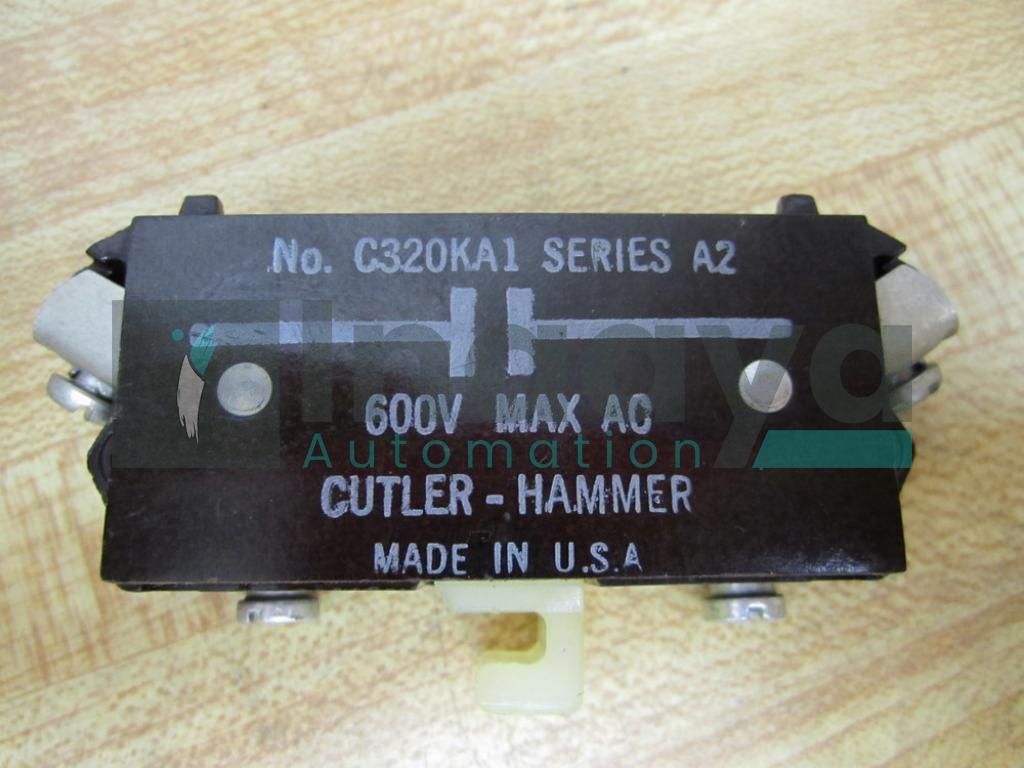 No. C320KA1 SERIES A2
600V MAX AC
Automation
CUTLER - HAMMER
MADE IN U.S.A